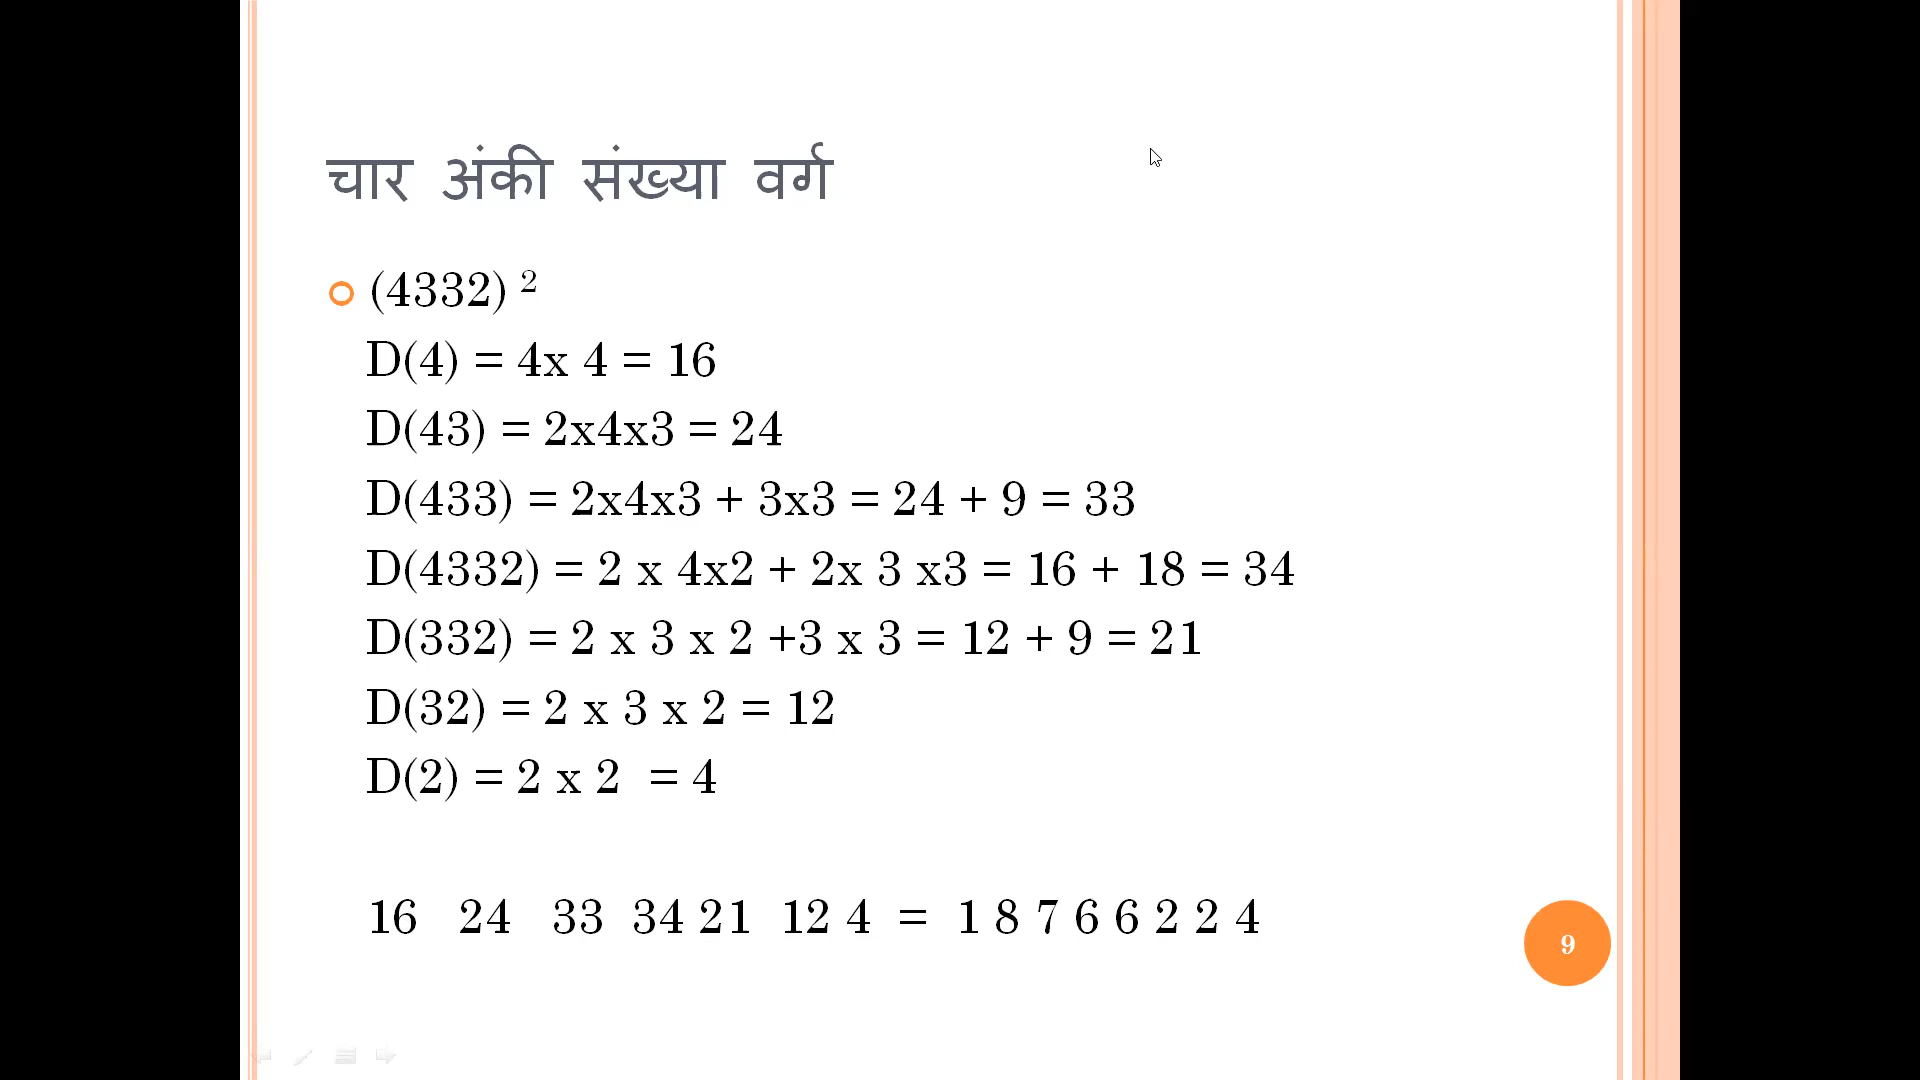 चार अंकी संख्या वर्ग
(4332) ²
D(4) = 4x 4 = 16
D(43) = 2x4x3 = 24
D(433) = 2x4x3 + 3x3 = 24 + 9 = 33
D(4332) = 2 x 4x2 + 2x 3 x3 = 16 + 18 = 34
D(332) = 2 x 3 x 2 +3 x 3 = 12 + 9 = 21
D(32) = 2 x 3 x 2 = 12
D(2) = 2 x 2 = 4
16 24 33 34 21 12 4 = 1 8 7 6 6 2 2 4
9